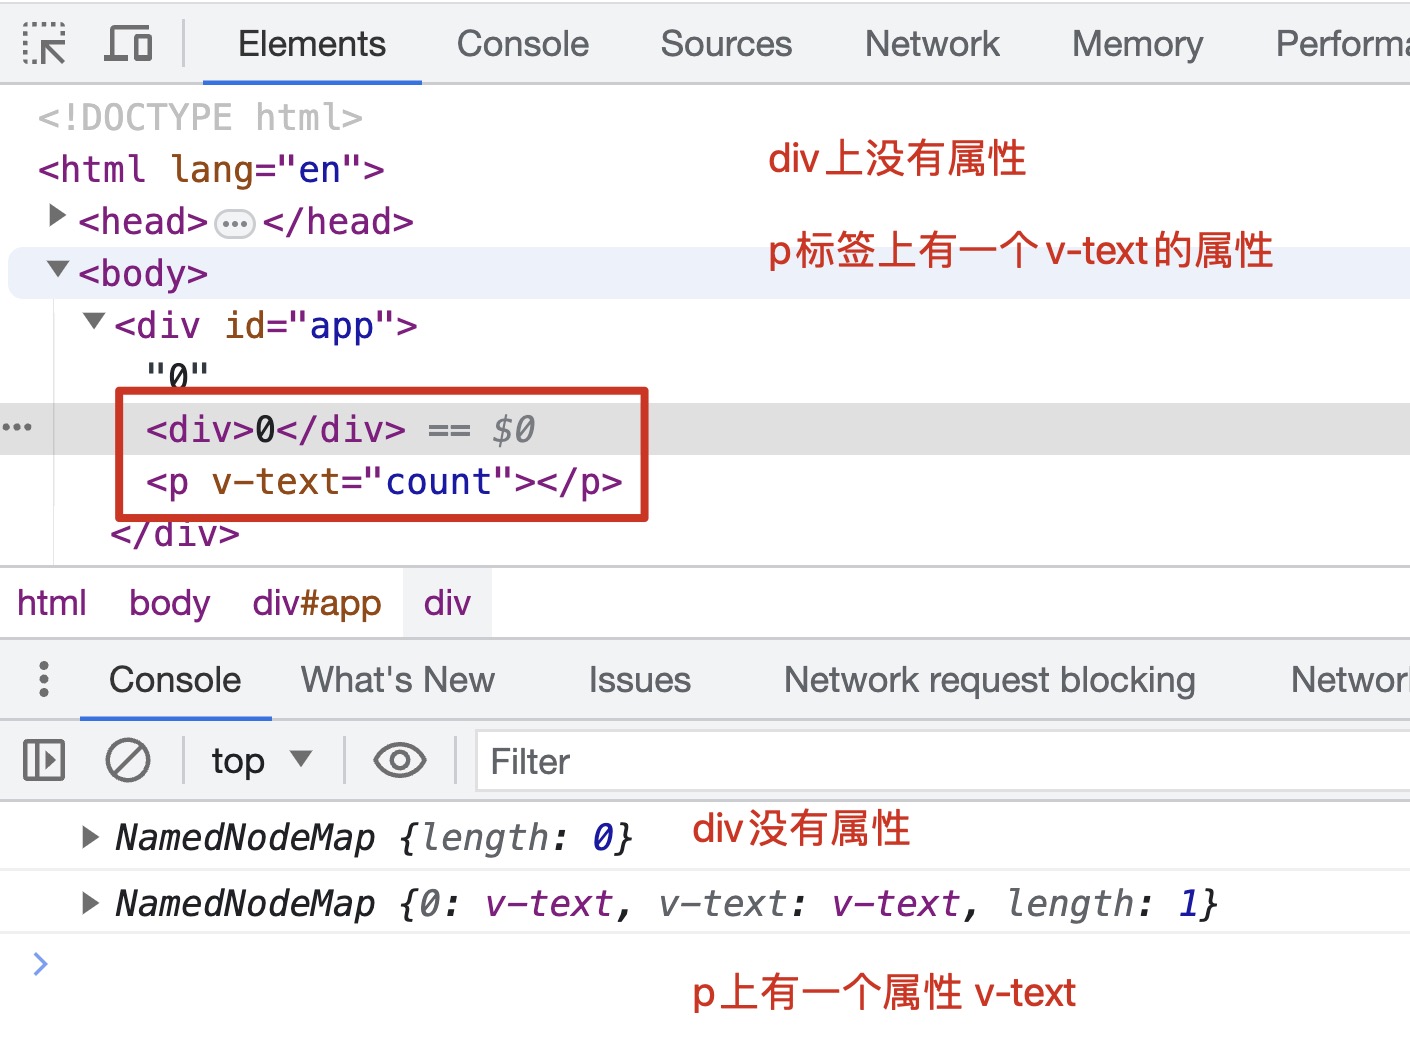 Elements Console Sources Network Memory Performa
<!DOCTYPE html>
<html lang="en">
div上没有属性
<head> ••• </head>
p标签上有一个v-text的属性
<body>
<div id="app">
"0"
••• <div>0</div> == $0
<p v-text="count"></p>
</div>
html body div#app div
Console What's New Issues Network request blocking Network
top Filter
NamedNodeMap {length: 0} div没有属性
NamedNodeMap {0: v-text, v-text: v-text, length: 1}
p上有一个属性 v-text